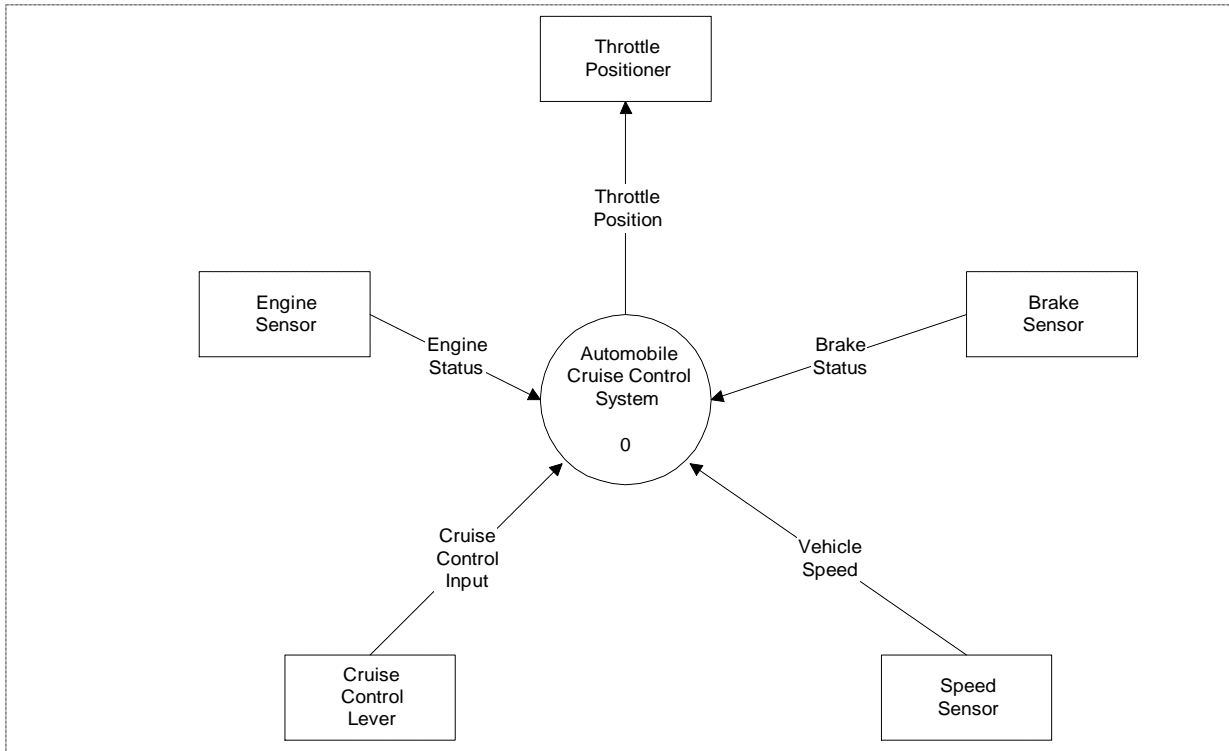 Throttle
Positioner
Throttle
Position
Engine
Sensor
Engine
Status
Automobile
Cruise Control
System
0
Brake
Status
Brake
Sensor
Cruise
Control
Input
Vehicle
Speed
Cruise
Control
Lever
Speed
Sensor